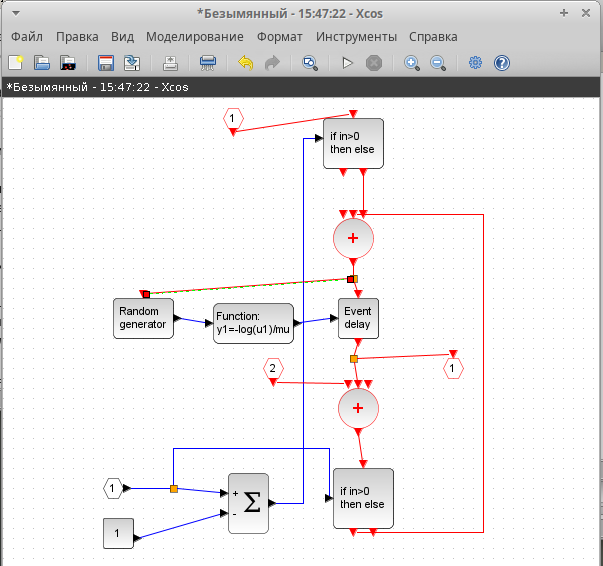 *Безымянный - 15:47:22 - Xcos
Файл Правка Вид Моделирование Формат Инструменты Справка
*Безымянный - 15:47:22 - Xcos
1
if in>0
then else
+
Random
generator
Function:
y1=-log(u1)/mu
Event
delay
2
1
+
1
+
-
Σ
if in>0
then else
1